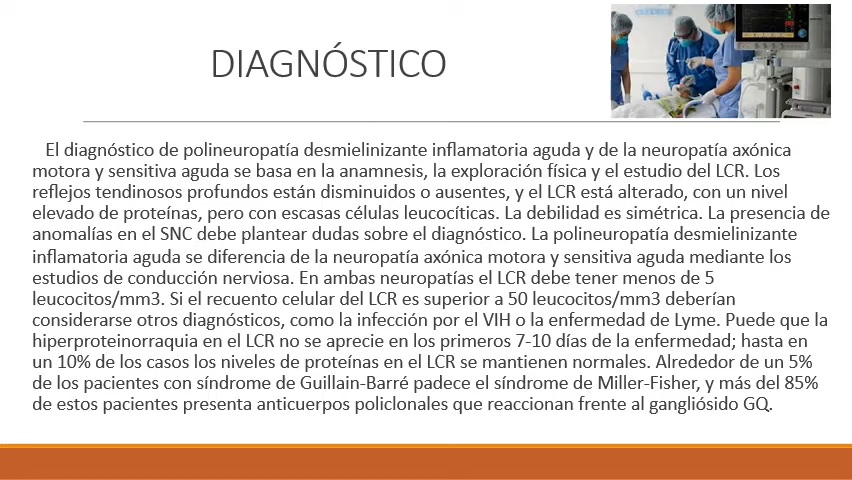 DIAGNÓSTICO
El diagnóstico de polineuropatía desmielinizante inflamatoria aguda y de la neuropatía axónica
motora y sensitiva aguda se basa en la anamnesis, la exploración física y el estudio del LCR. Los
reflejos tendinosos profundos están disminuidos o ausentes, y el LCR está alterado, con un nivel
elevado de proteínas, pero con escasas células leucocíticas. La debilidad es simétrica. La presencia de
anomalías en el SNC debe plantear dudas sobre el diagnóstico. La polineuropatía desmielinizante
inflamatoria aguda se diferencia de la neuropatía axónica motora y sensitiva aguda mediante los
estudios de conducción nerviosa. En ambas neuropatías el LCR debe tener menos de 5
leucocitos/mm3. Si el recuento celular del LCR es superior a 50 leucocitos/mm3 deberían
considerarse otros diagnósticos, como la infección por el VIH o la enfermedad de Lyme. Puede que la
hiperproteinorraquia en el LCR no se aprecie en los primeros 7-10 días de la enfermedad; hasta en
un 10% de los casos los niveles de proteínas en el LCR se mantienen normales. Alrededor de un 5%
de los pacientes con síndrome de Guillain-Barré padece el síndrome de Miller-Fisher, y más del 85%
de estos pacientes presenta anticuerpos policlonales que reaccionan frente al gangliósido GQ.